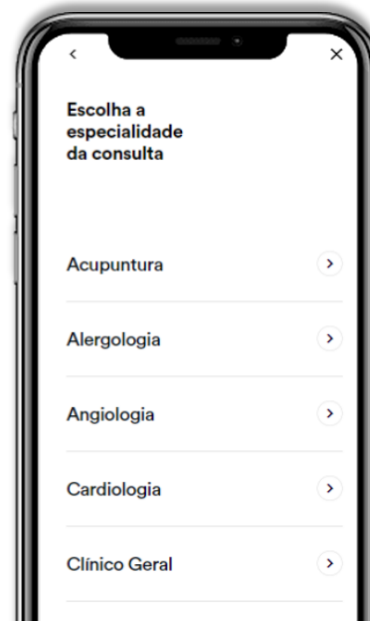 Escolha a
especialidade
da consulta
Acupuntura
Alergologia
Angiologia
Cardiologia
Clínico Geral